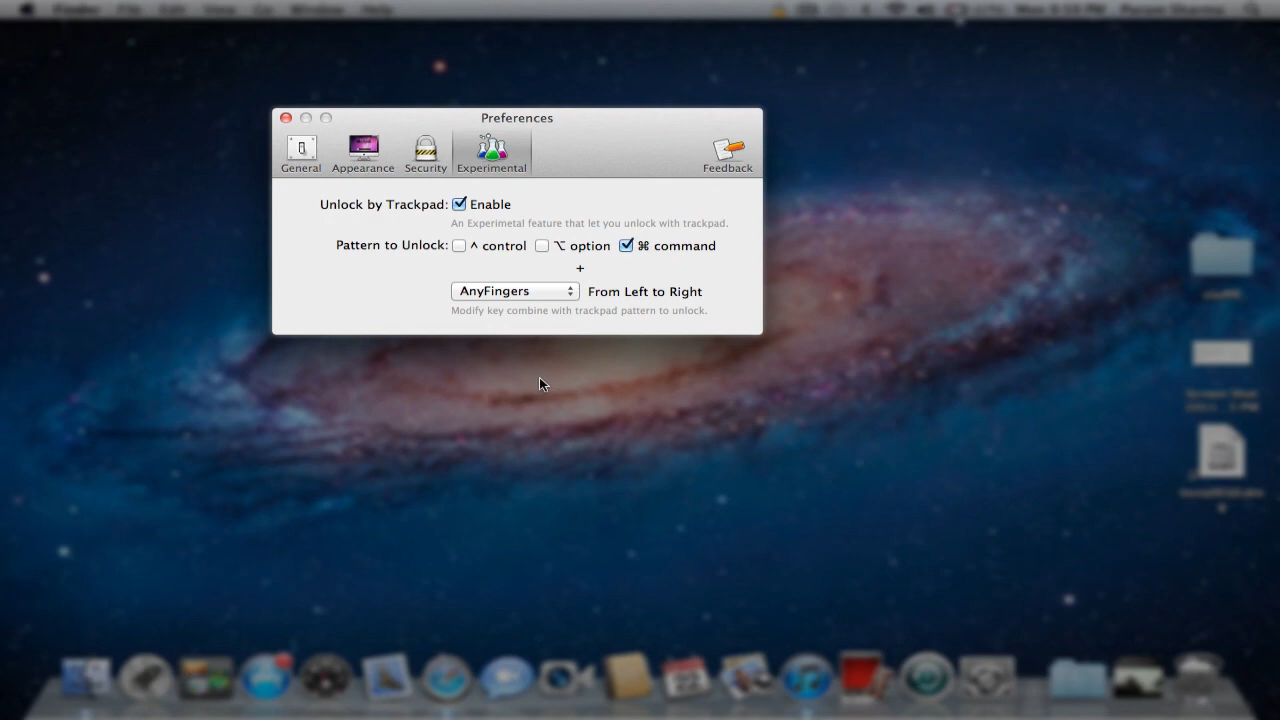 Finder File Edit View Go Window Help
Preferences
General Appearance Security Experimental Feedback
Unlock by Trackpad: Enable
An Experimetal feature that let you unlock with trackpad.
Pattern to Unlock: ^ control ⌥ option ⌘ command
+
AnyFingers From Left to Right
Modify key combine with trackpad pattern to unlock.